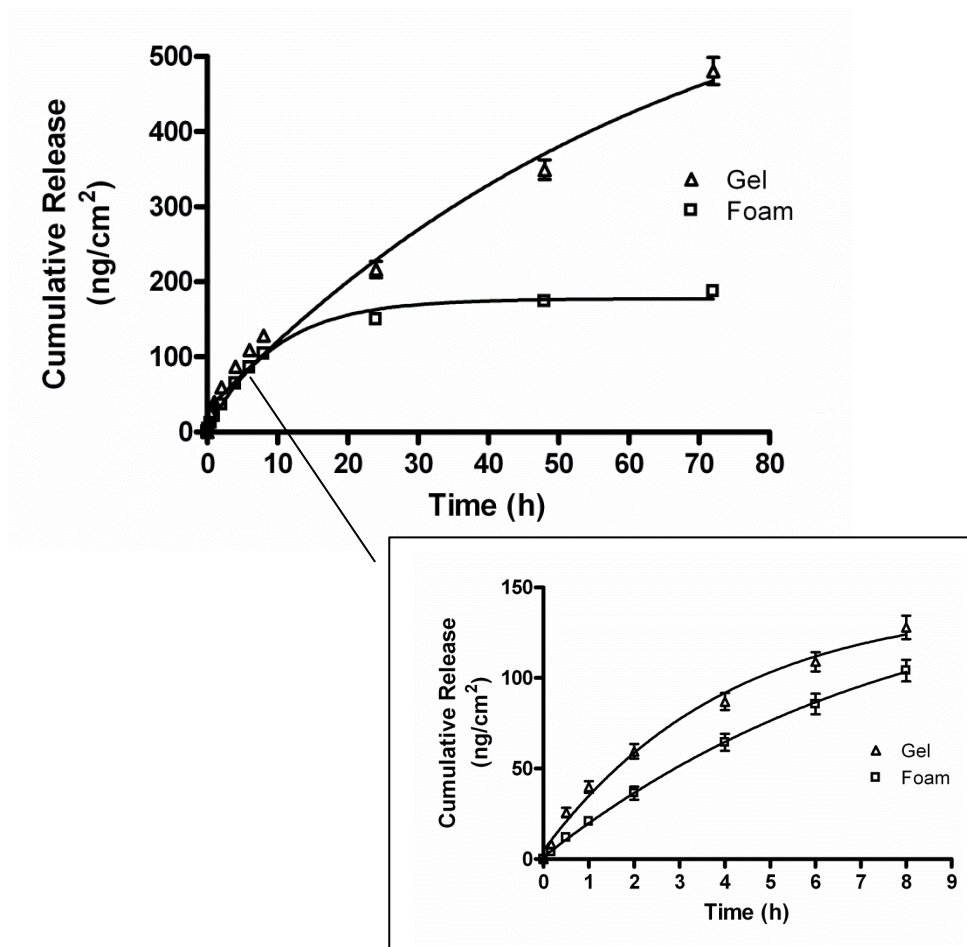 500
400
300
200
100
0
Cumulative Release
(ng/cm²)
Gel
Foam
0 10 20 30 40 50 60 70 80
Time (h)
150
100
50
0
Cumulative Release
(ng/cm²)
Gel
Foam
0 1 2 3 4 5 6 7 8 9
Time (h)